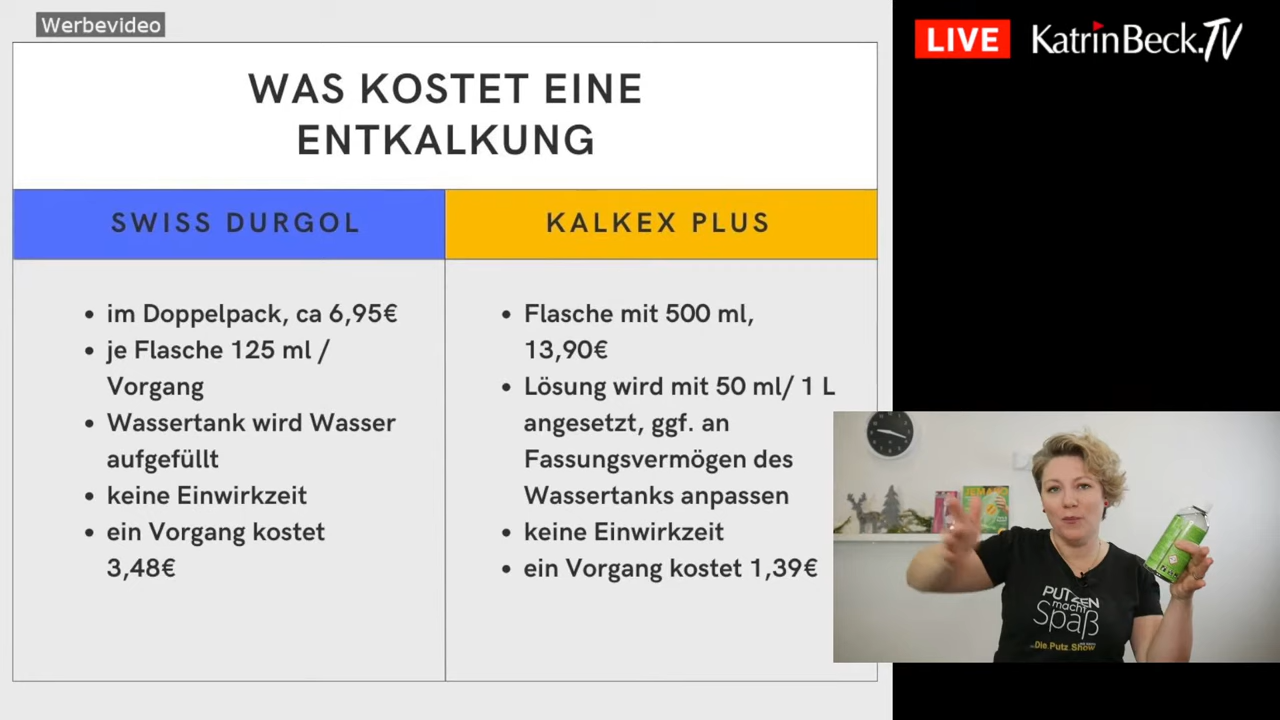 Werbevideo
LIVE KatrinBeck.TV
WAS KOSTET EINE
ENTKALKUNG
SWISS DURGOL
KALKEX PLUS
• im Doppelpack, ca 6,95€
• je Flasche 125 ml /
Vorgang
• Wassertank wird Wasser
aufgefüllt
• keine Einwirkzeit
• ein Vorgang kostet
3,48€
• Flasche mit 500 ml,
13,90€
• Lösung wird mit 50 ml/ 1 L
angesetzt, ggf. an
Fassungsvermögen des
Wassertanks anpassen
• keine Einwirkzeit
• ein Vorgang kostet 1,39€
PUTZEN
macht
Spaß
Die.Putz.Show